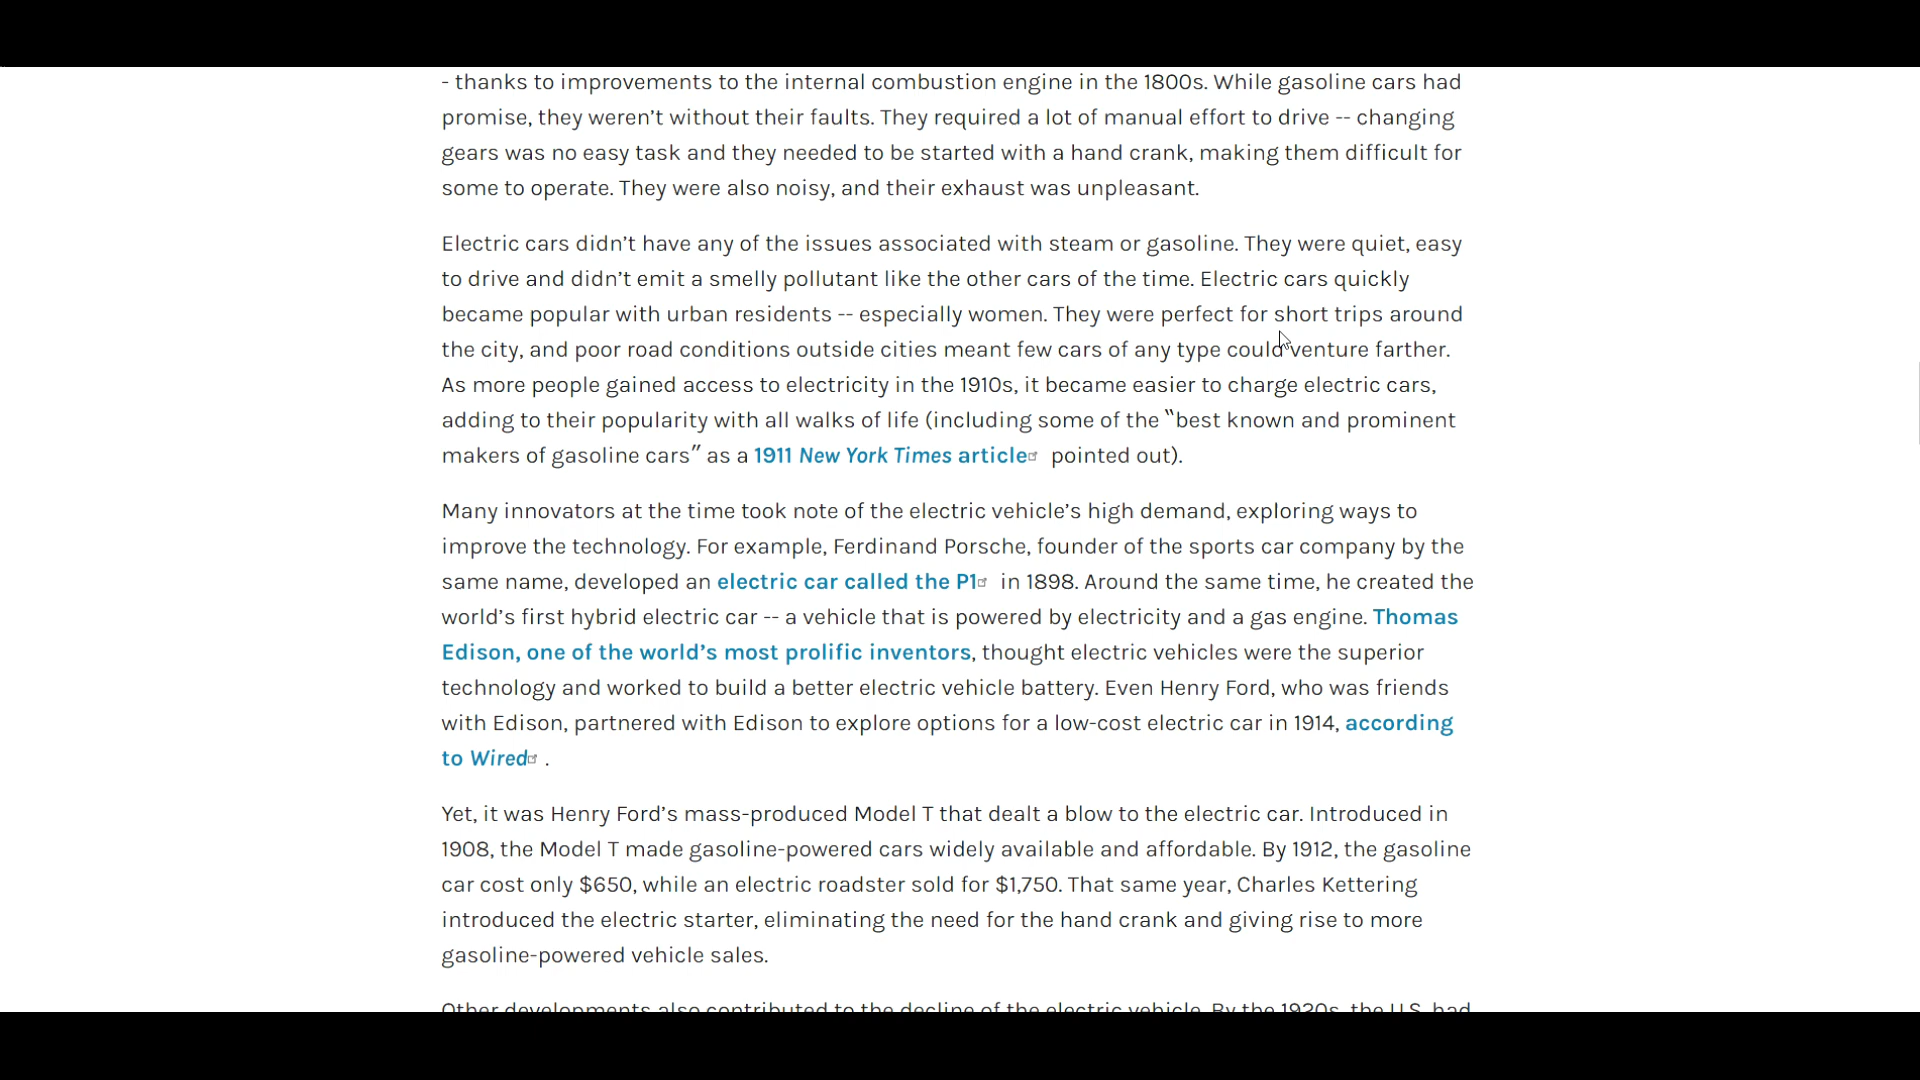 - thanks to improvements to the internal combustion engine in the 1800s. While gasoline cars had
promise, they weren't without their faults. They required a lot of manual effort to drive -- changing
gears was no easy task and they needed to be started with a hand crank, making them difficult for
some to operate. They were also noisy, and their exhaust was unpleasant.
Electric cars didn't have any of the issues associated with steam or gasoline. They were quiet, easy
to drive and didn't emit a smelly pollutant like the other cars of the time. Electric cars quickly
became popular with urban residents -- especially women. They were perfect for short trips around
the city, and poor road conditions outside cities meant few cars of any type could venture farther.
As more people gained access to electricity in the 1910s, it became easier to charge electric cars,
adding to their popularity with all walks of life (including some of the “best known and prominent
makers of gasoline cars” as a 1911 New York Times article pointed out).
Many innovators at the time took note of the electric vehicle's high demand, exploring ways to
improve the technology. For example, Ferdinand Porsche, founder of the sports car company by the
same name, developed an electric car called the P1 in 1898. Around the same time, he created the
world's first hybrid electric car -- a vehicle that is powered by electricity and a gas engine. Thomas
Edison, one of the world's most prolific inventors, thought electric vehicles were the superior
technology and worked to build a better electric vehicle battery. Even Henry Ford, who was friends
with Edison, partnered with Edison to explore options for a low-cost electric car in 1914, according
to Wired .
Yet, it was Henry Ford's mass-produced Model T that dealt a blow to the electric car. Introduced in
1908, the Model T made gasoline-powered cars widely available and affordable. By 1912, the gasoline
car cost only $650, while an electric roadster sold for $1,750. That same year, Charles Kettering
introduced the electric starter, eliminating the need for the hand crank and giving rise to more
gasoline-powered vehicle sales.
Other developments also contributed to the decline of the electric vehicle. By the 1920s, the U.S. had